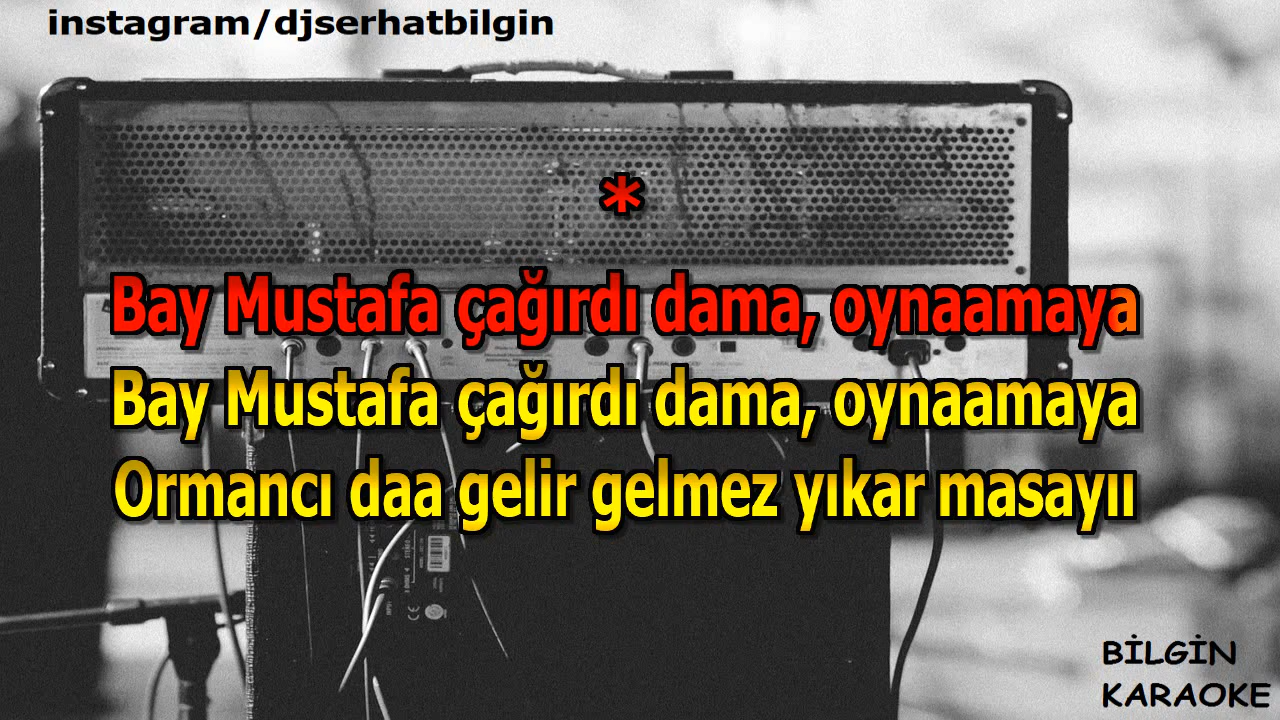 instagram/djserhatbilgin
*
Bay Mustafa çağırdı dama, oynaamaya
Bay Mustafa çağırdı dama, oynaamaya
Ormancı daa gelir gelmez yıkar masayıı
BİLGİN
KARAOKE